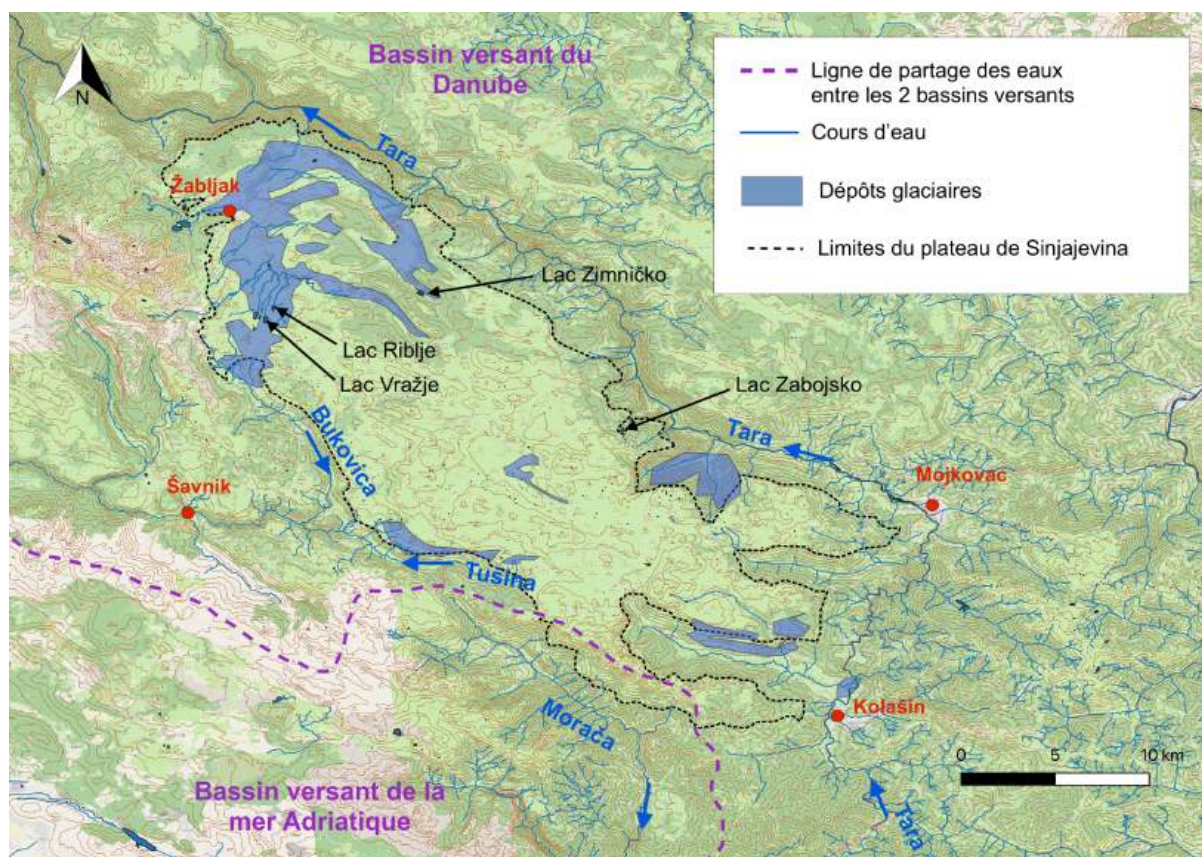 Bassin versant du
Danube
N
Ligne de partage des eaux
entre les 2 bassins versants
Cours d'eau
Dépôts glaciaires
Limites du plateau de Sinjajevina
Tara
Žabljak
Lac Zimničko
Lac Riblje
Lac Vražje
Lac Zabojsko
Bukovica
Tara
Mojkovac
Šavnik
Tušina
Morača
Kolašin
0 5 10 km
Bassin versant de la
mer Adriatique
Tara